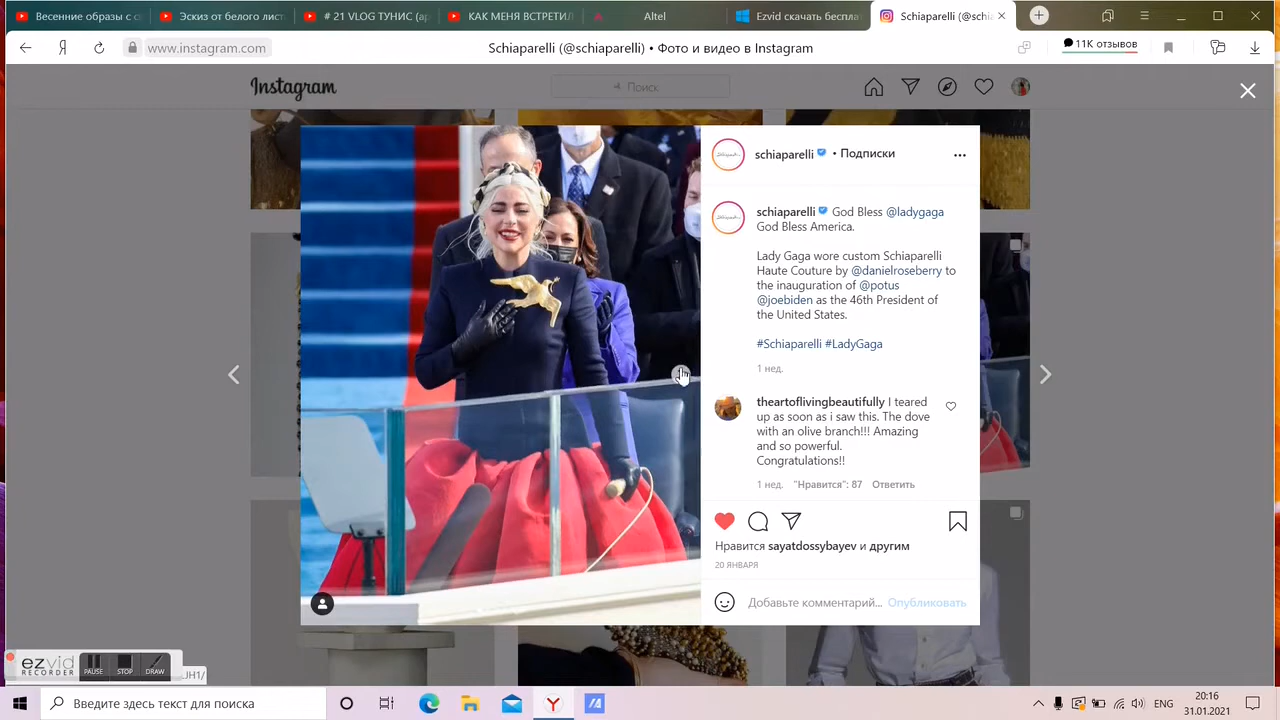 Весенние образы с
Эскиз от белого лист
# 21 VLOG ТУНИС (ар
КАК МЕНЯ ВСТРЕТИЛ
Altel
Ezvid скачать беспла
Schiaparelli (@schia
www.instagram.com
Schiaparelli (@schiaparelli) • Фото и видео в Instagram
11К отзывов
Instagram
Поиск
schiaparelli • Подписки
schiaparelli God Bless @ladygaga
God Bless America.
Lady Gaga wore custom Schiaparelli
Haute Couture by @danielroseberry to
the inauguration of @potus
@joebiden as the 46th President of
the United States.
#Schiaparelli #LadyGaga
1 нед.
theartoflivingbeautifully I teared
up as soon as i saw this. The dove
with an olive branch!!! Amazing
and so powerful.
Congratulations!!
1 нед. "Нравится": 87 Ответить
Нравится sayatdossybayev и другим
20 ЯНВАРЯ
Добавьте комментарий... Опубликовать
ezvid
RECORDER
PAUSE STOP DRAW
JH1/
Введите здесь текст для поиска
ENG
20:16
31.01.2021